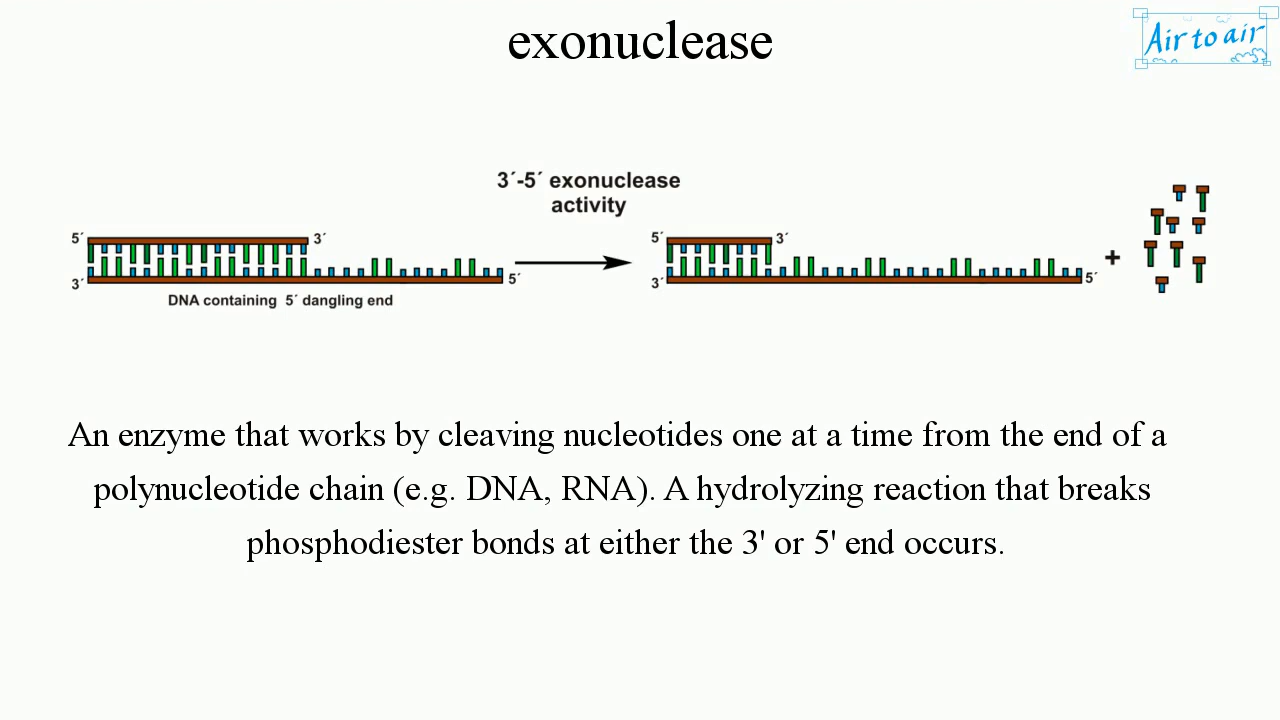 exonuclease
Air to air
3´-5´ exonuclease
activity
5´ 3´
3´ 5´
DNA containing 5´ dangling end
5´ 3´
3´ 5´
+
An enzyme that works by cleaving nucleotides one at a time from the end of a
polynucleotide chain (e.g. DNA, RNA). A hydrolyzing reaction that breaks
phosphodiester bonds at either the 3' or 5' end occurs.